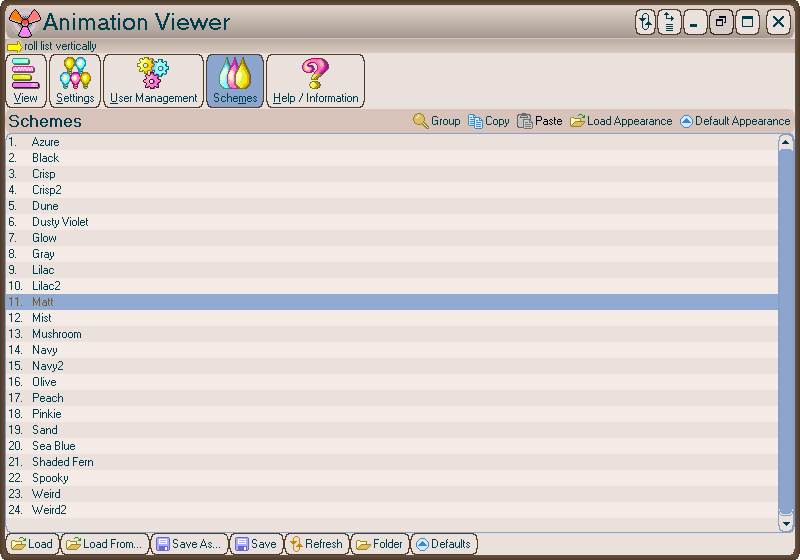 Animation Viewer
roll list vertically
View Settings User Management Schemes Help / Information
Schemes Group Copy Paste Load Appearance Default Appearance
1. Azure
2. Black
3. Crisp
4. Crisp2
5. Dune
6. Dusty Violet
7. Glow
8. Gray
9. Lilac
10. Lilac2
11. Matt
12. Mist
13. Mushroom
14. Navy
15. Navy2
16. Olive
17. Peach
18. Pinkie
19. Sand
20. Sea Blue
21. Shaded Fern
22. Spooky
23. Weird
24. Weird2
Load Load From... Save As... Save Refresh Folder Defaults